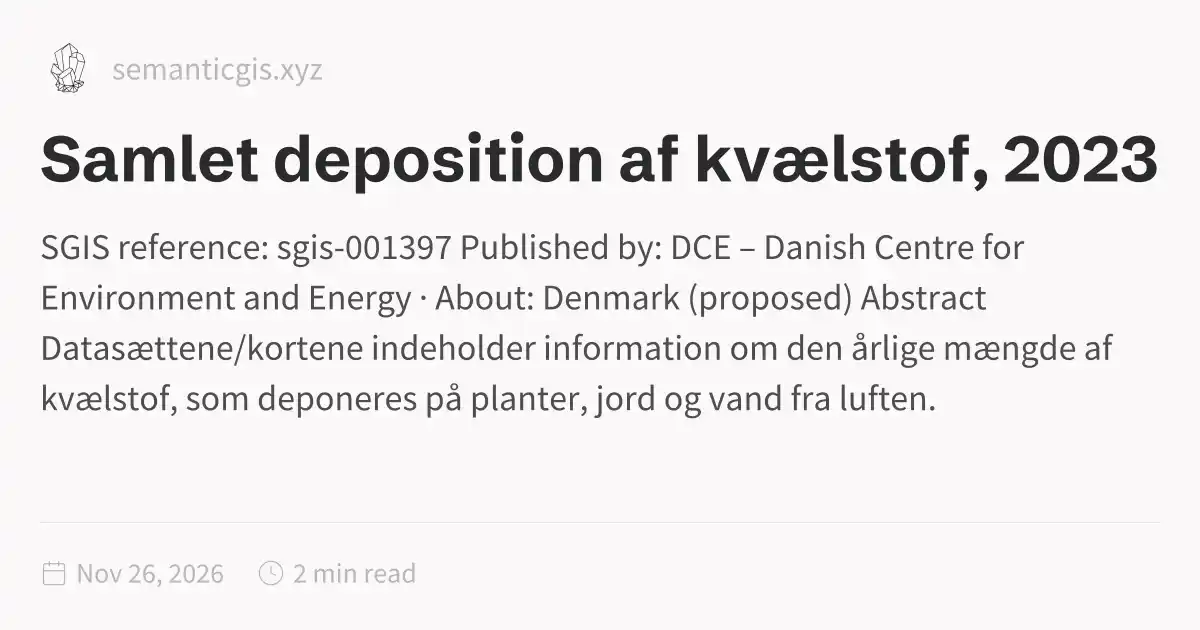 semanticgis.xyz
Samlet deposition af kvælstof, 2023
SGIS reference: sgis-001397 Published by: DCE – Danish Centre for
Environment and Energy · About: Denmark (proposed) Abstract
Datasættene/kortene indeholder information om den årlige mængde af
kvælstof, som deponeres på planter, jord og vand fra luften.
Nov 26, 2026 2 min read